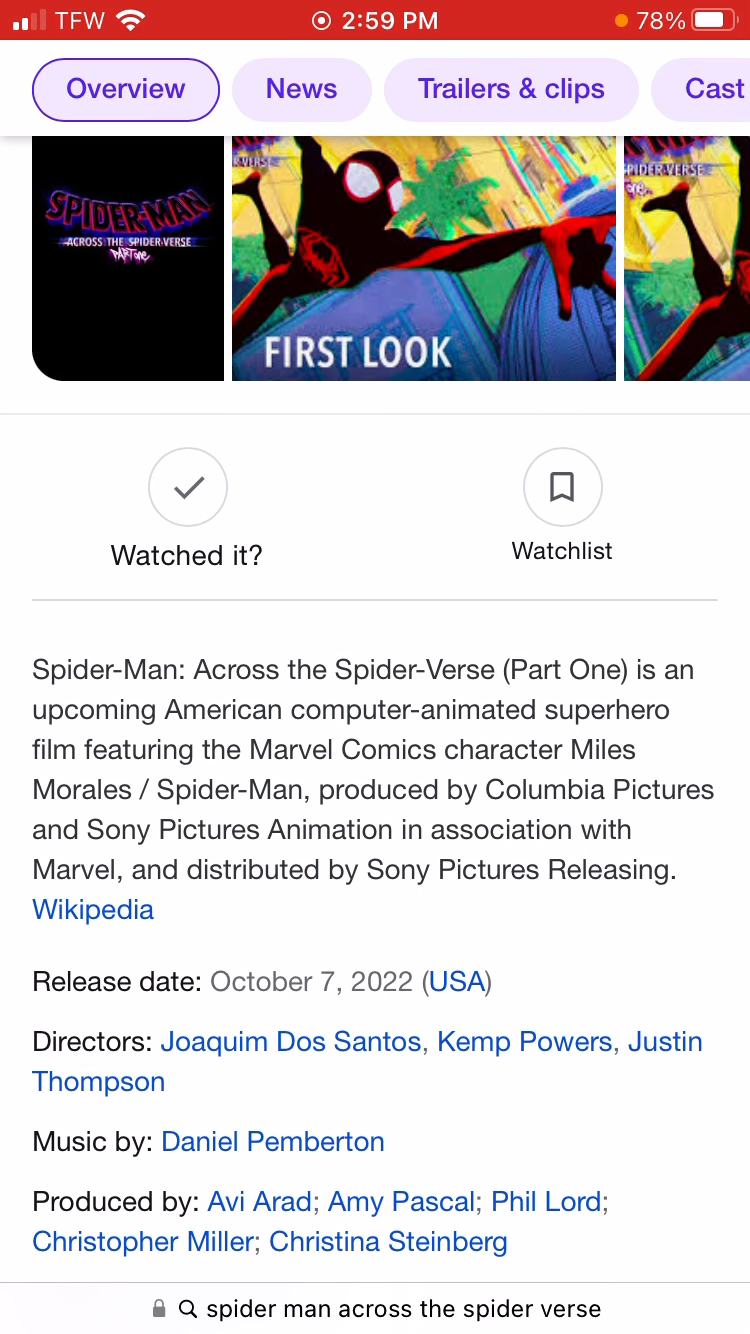 TFW 2:59 PM 78%
Overview News Trailers & clips Cast
SPIDER-MAN
ACROSS THE SPIDER-VERSE
PART one
FIRST LOOK
SPIDER-VERSE
one
Watched it? Watchlist
Spider-Man: Across the Spider-Verse (Part One) is an
upcoming American computer-animated superhero
film featuring the Marvel Comics character Miles
Morales / Spider-Man, produced by Columbia Pictures
and Sony Pictures Animation in association with
Marvel, and distributed by Sony Pictures Releasing.
Wikipedia
Release date: October 7, 2022 (USA)
Directors: Joaquim Dos Santos, Kemp Powers, Justin
Thompson
Music by: Daniel Pemberton
Produced by: Avi Arad; Amy Pascal; Phil Lord;
Christopher Miller; Christina Steinberg
spider man across the spider verse